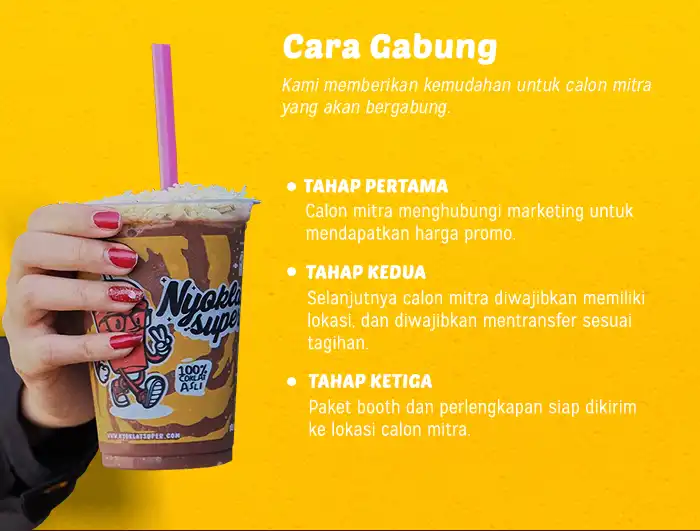 Cara Gabung
Kami memberikan kemudahan untuk calon mitra
yang akan bergabung.
TAHAP PERTAMA
Calon mitra menghubungi marketing untuk
mendapatkan harga promo.
TAHAP KEDUA
Selanjutnya calon mitra diwajibkan memiliki
lokasi, dan diwajibkan mentransfer sesuai
tagihan.
TAHAP KETIGA
Paket booth dan perlengkapan siap dikirim
ke lokasi calon mitra.
Nyokla
super
100%
COKLAT
ASLI
WWW.NYOKLATSUPER.COM